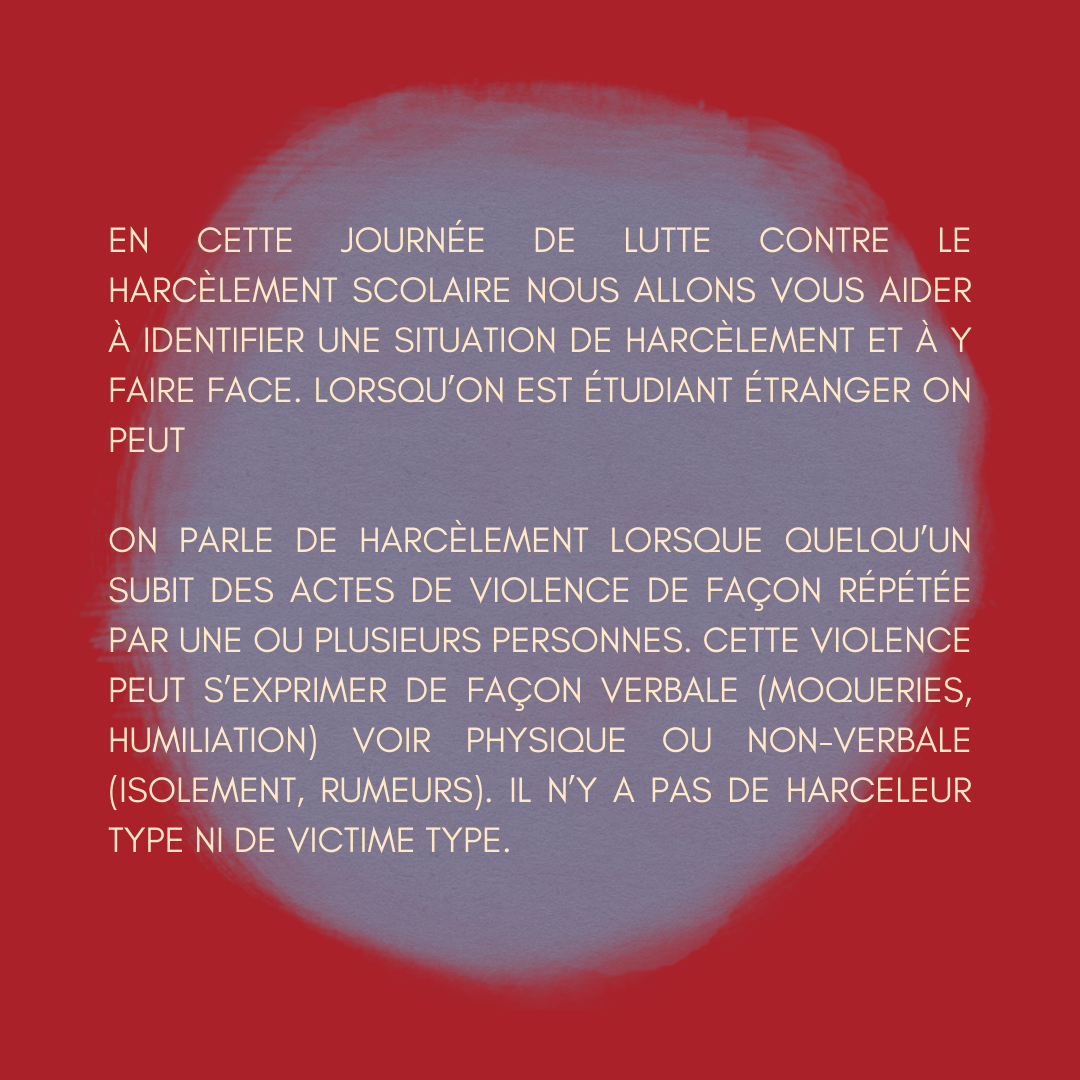 EN CETTE JOURNÉE DE LUTTE CONTRE LE
HARCÈLEMENT SCOLAIRE NOUS ALLONS VOUS AIDER
À IDENTIFIER UNE SITUATION DE HARCÈLEMENT ET À Y
FAIRE FACE. LORSQU'ON EST ÉTUDIANT ÉTRANGER ON
PEUT
ON PARLE DE HARCÈLEMENT LORSQUE QUELQU'UN
SUBIT DES ACTES DE VIOLENCE DE FAÇON RÉPÉTÉE
PAR UNE OU PLUSIEURS PERSONNES. CETTE VIOLENCE
PEUT S'EXPRIMER DE FAÇON VERBALE (MOQUERIES,
HUMILIATION) VOIR PHYSIQUE OU NON-VERBALE
(ISOLEMENT, RUMEURS). IL N'Y A PAS DE HARCELEUR
TYPE NI DE VICTIME TYPE.